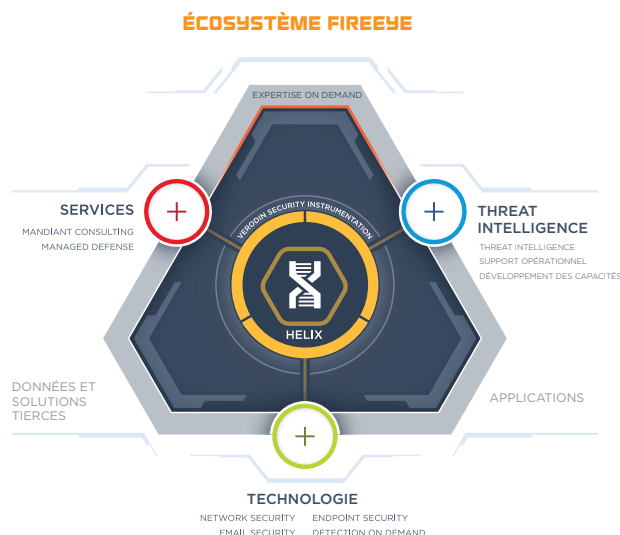 ÉCOSYSTÈME FIREEYE
EXPERTISE ON DEMAND
SERVICES
MANDIANT CONSULTING
MANAGED DEFENSE
VERODIN SECURITY INSTRUMENTATION
HELIX
THREAT
INTELLIGENCE
THREAT INTELLIGENCE
SUPPORT OPÉRATIONNEL
DÉVELOPPEMENT DES CAPACITÉS
DONNÉES ET
SOLUTIONS
TIERCES
APPLICATIONS
TECHNOLOGIE
NETWORK SECURITY ENDPOINT SECURITY
EMAIL SECURITY DETECTION ON DEMAND